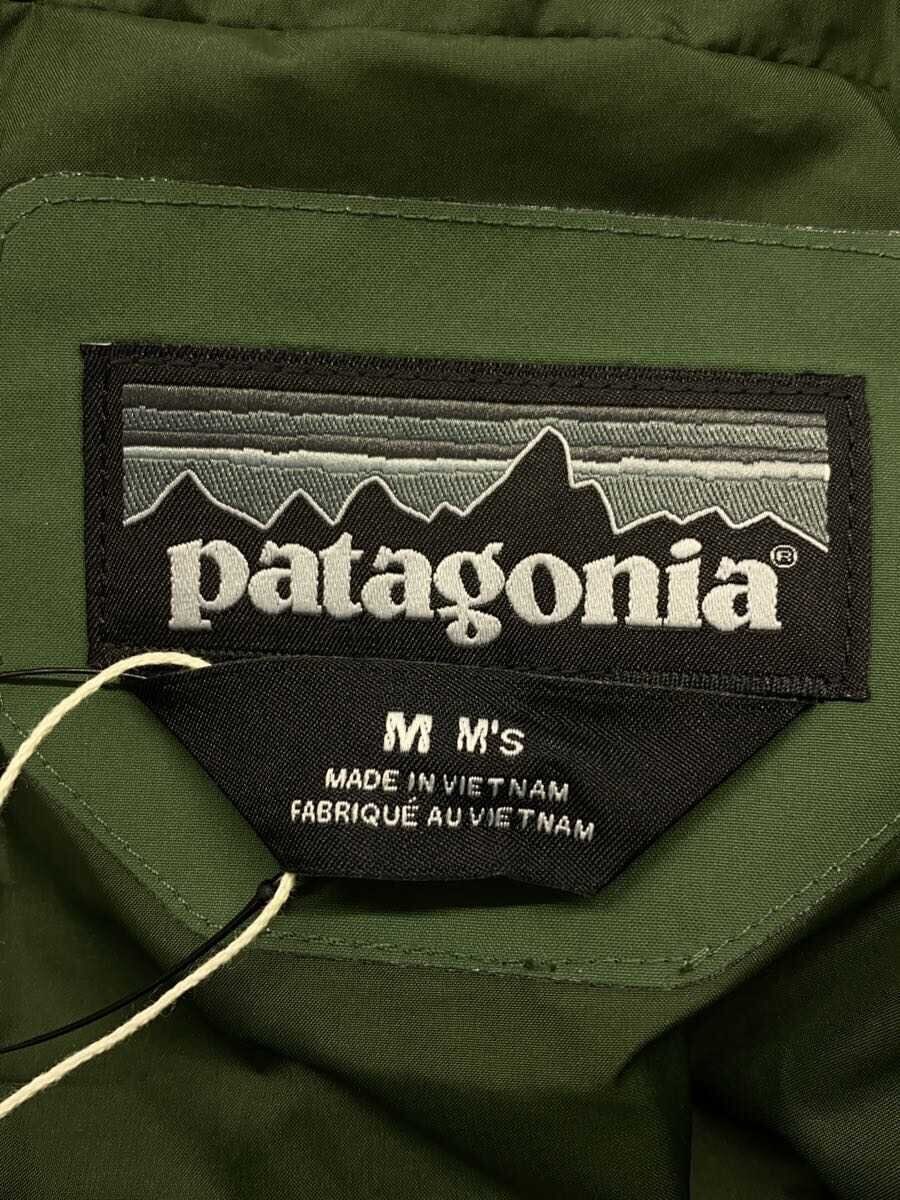 patagonia®
M M's
MADE IN VIETNAM
FABRIQUÉ AU VIETNAM